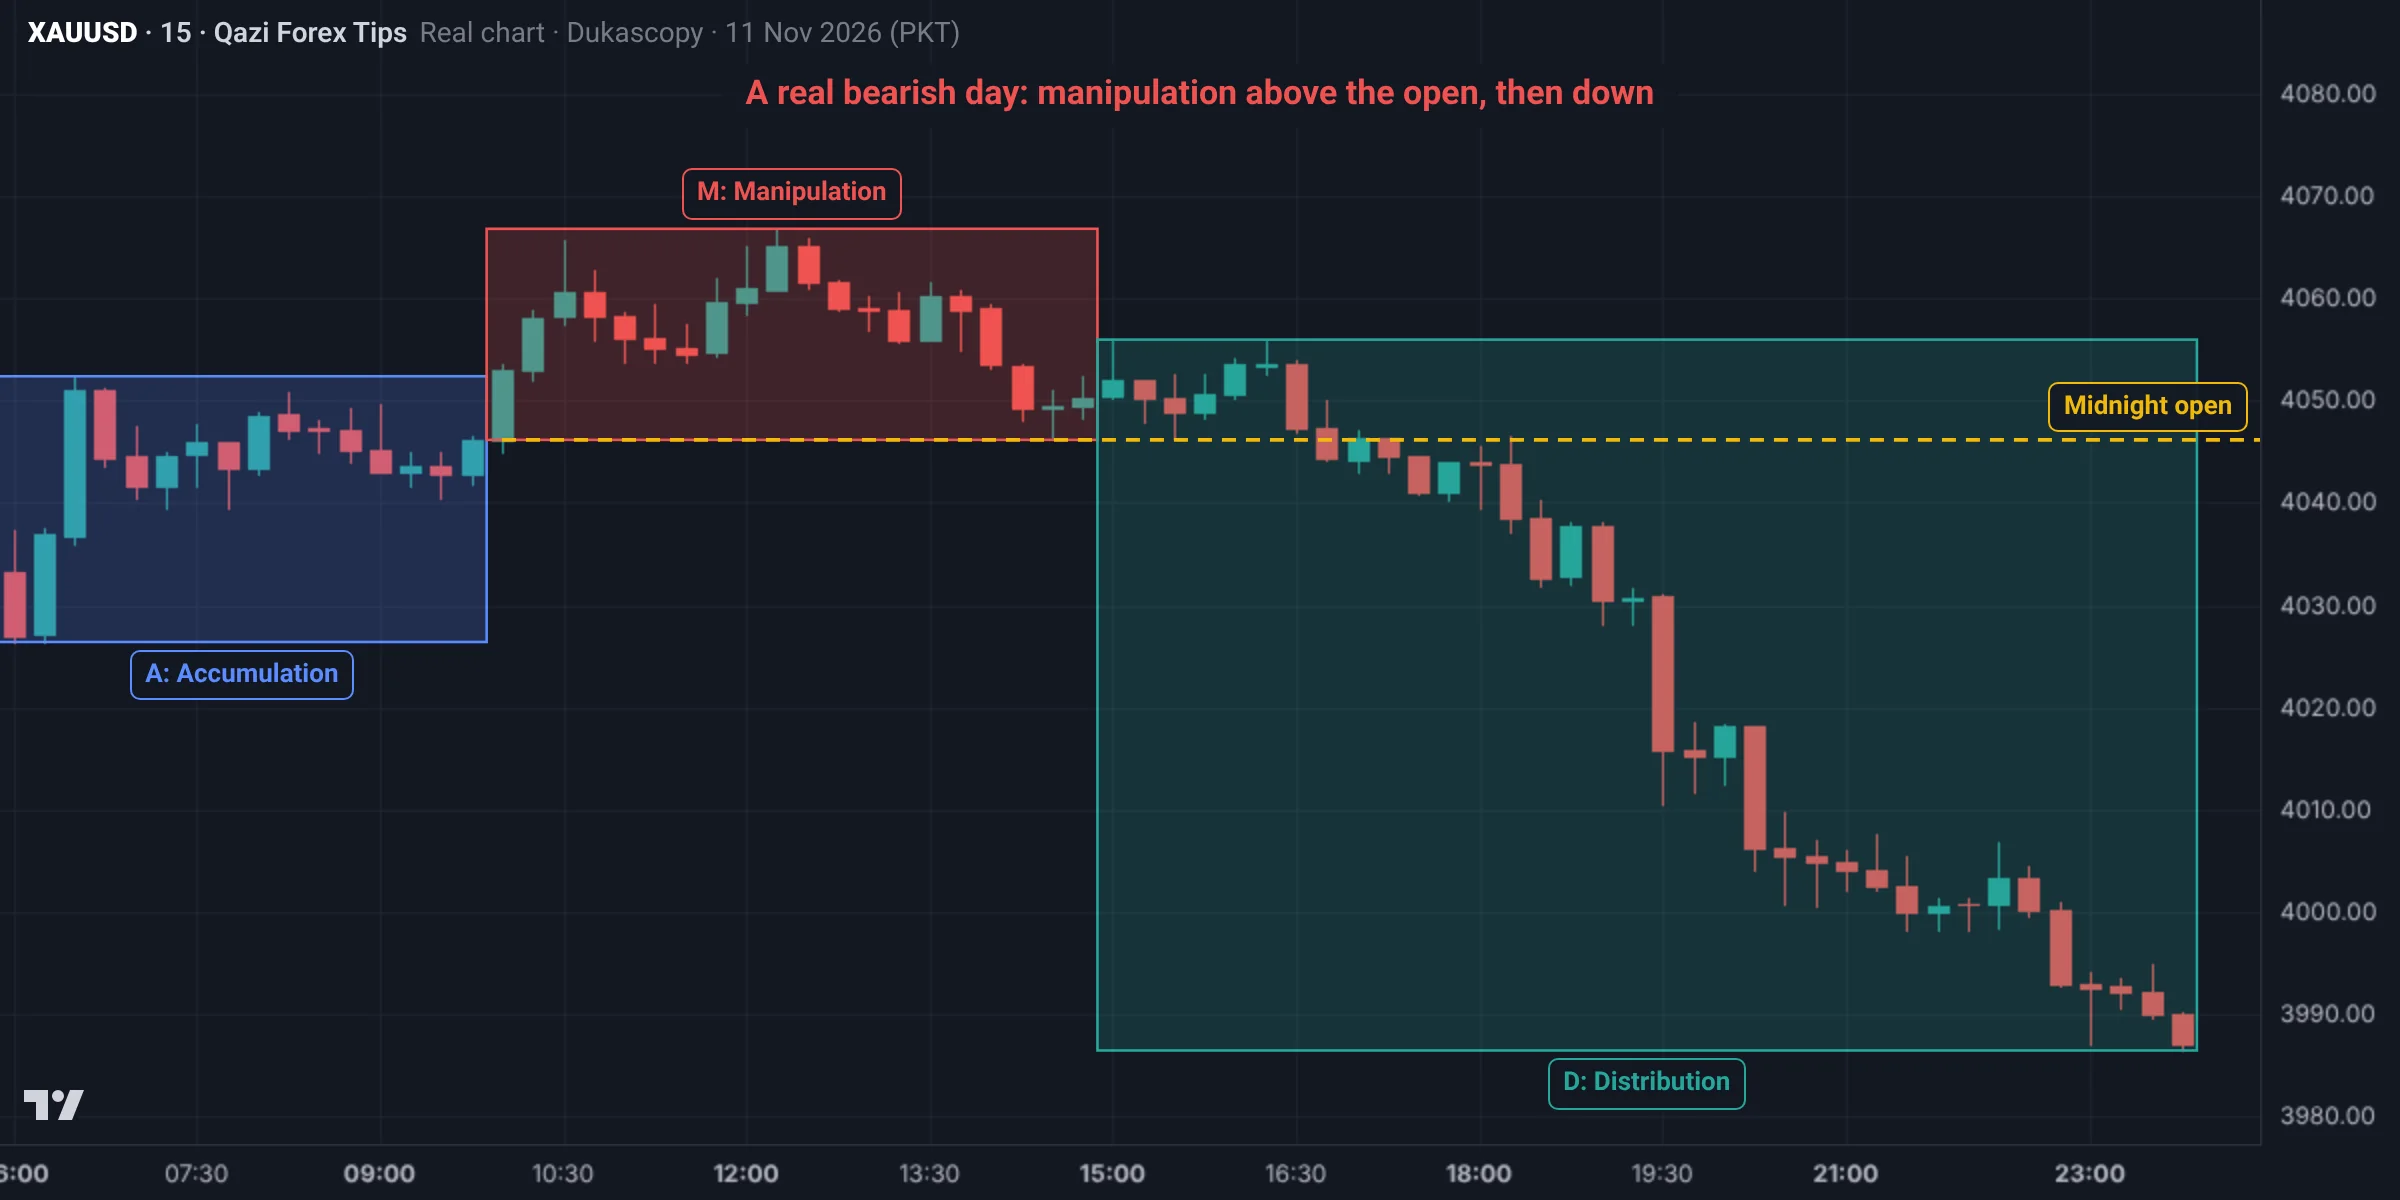 XAUUSD · 15 · Qazi Forex Tips Real chart · Dukascopy · 11 Nov 2026 (PKT)
A real bearish day: manipulation above the open, then down
4080.00
M: Manipulation
4070.00
4060.00
Midnight open
4050.00
4040.00
4030.00
A: Accumulation
4020.00
4010.00
4000.00
3990.00
D: Distribution
3980.00
6:00 07:30 09:00 10:30 12:00 13:30 15:00 16:30 18:00 19:30 21:00 23:00